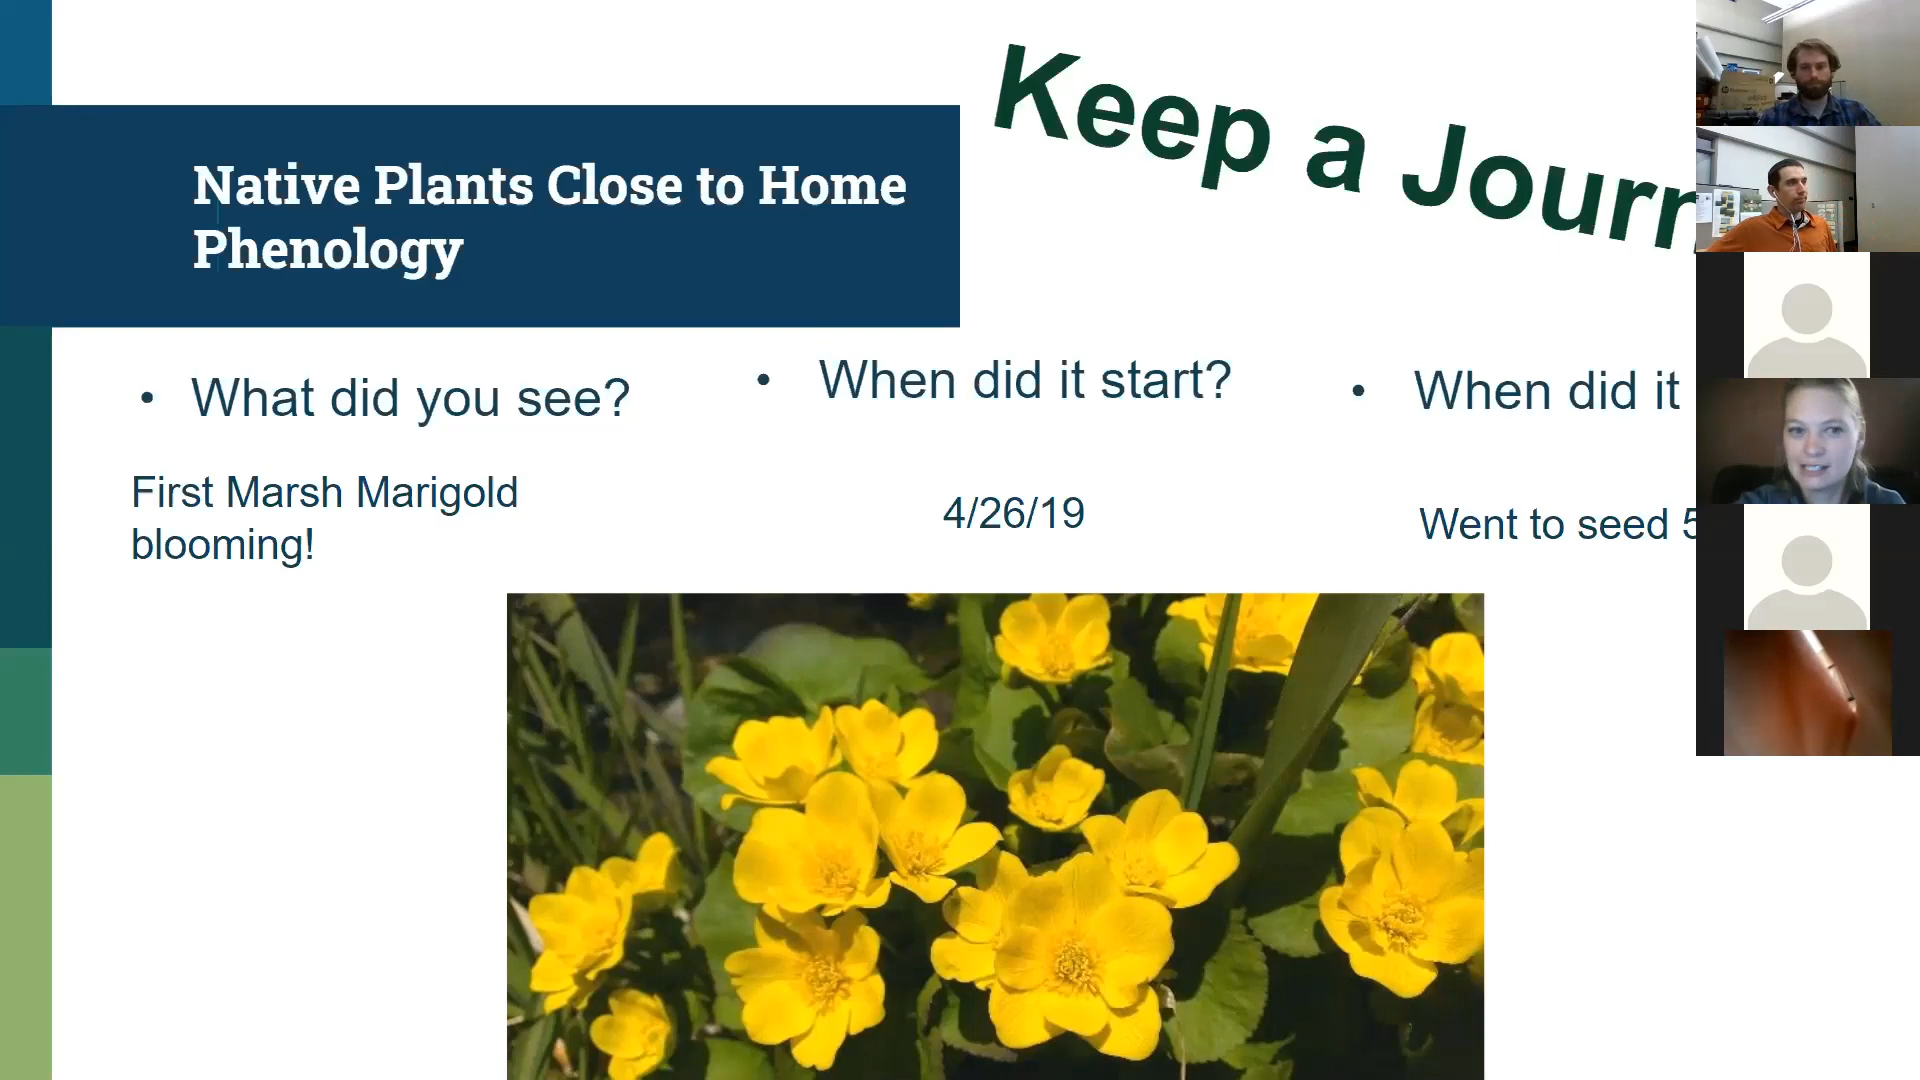 Native Plants Close to Home
Phenology
Keep a Journ
• What did you see?
• When did it start?
• When did it
First Marsh Marigold
blooming!
4/26/19
Went to seed 5